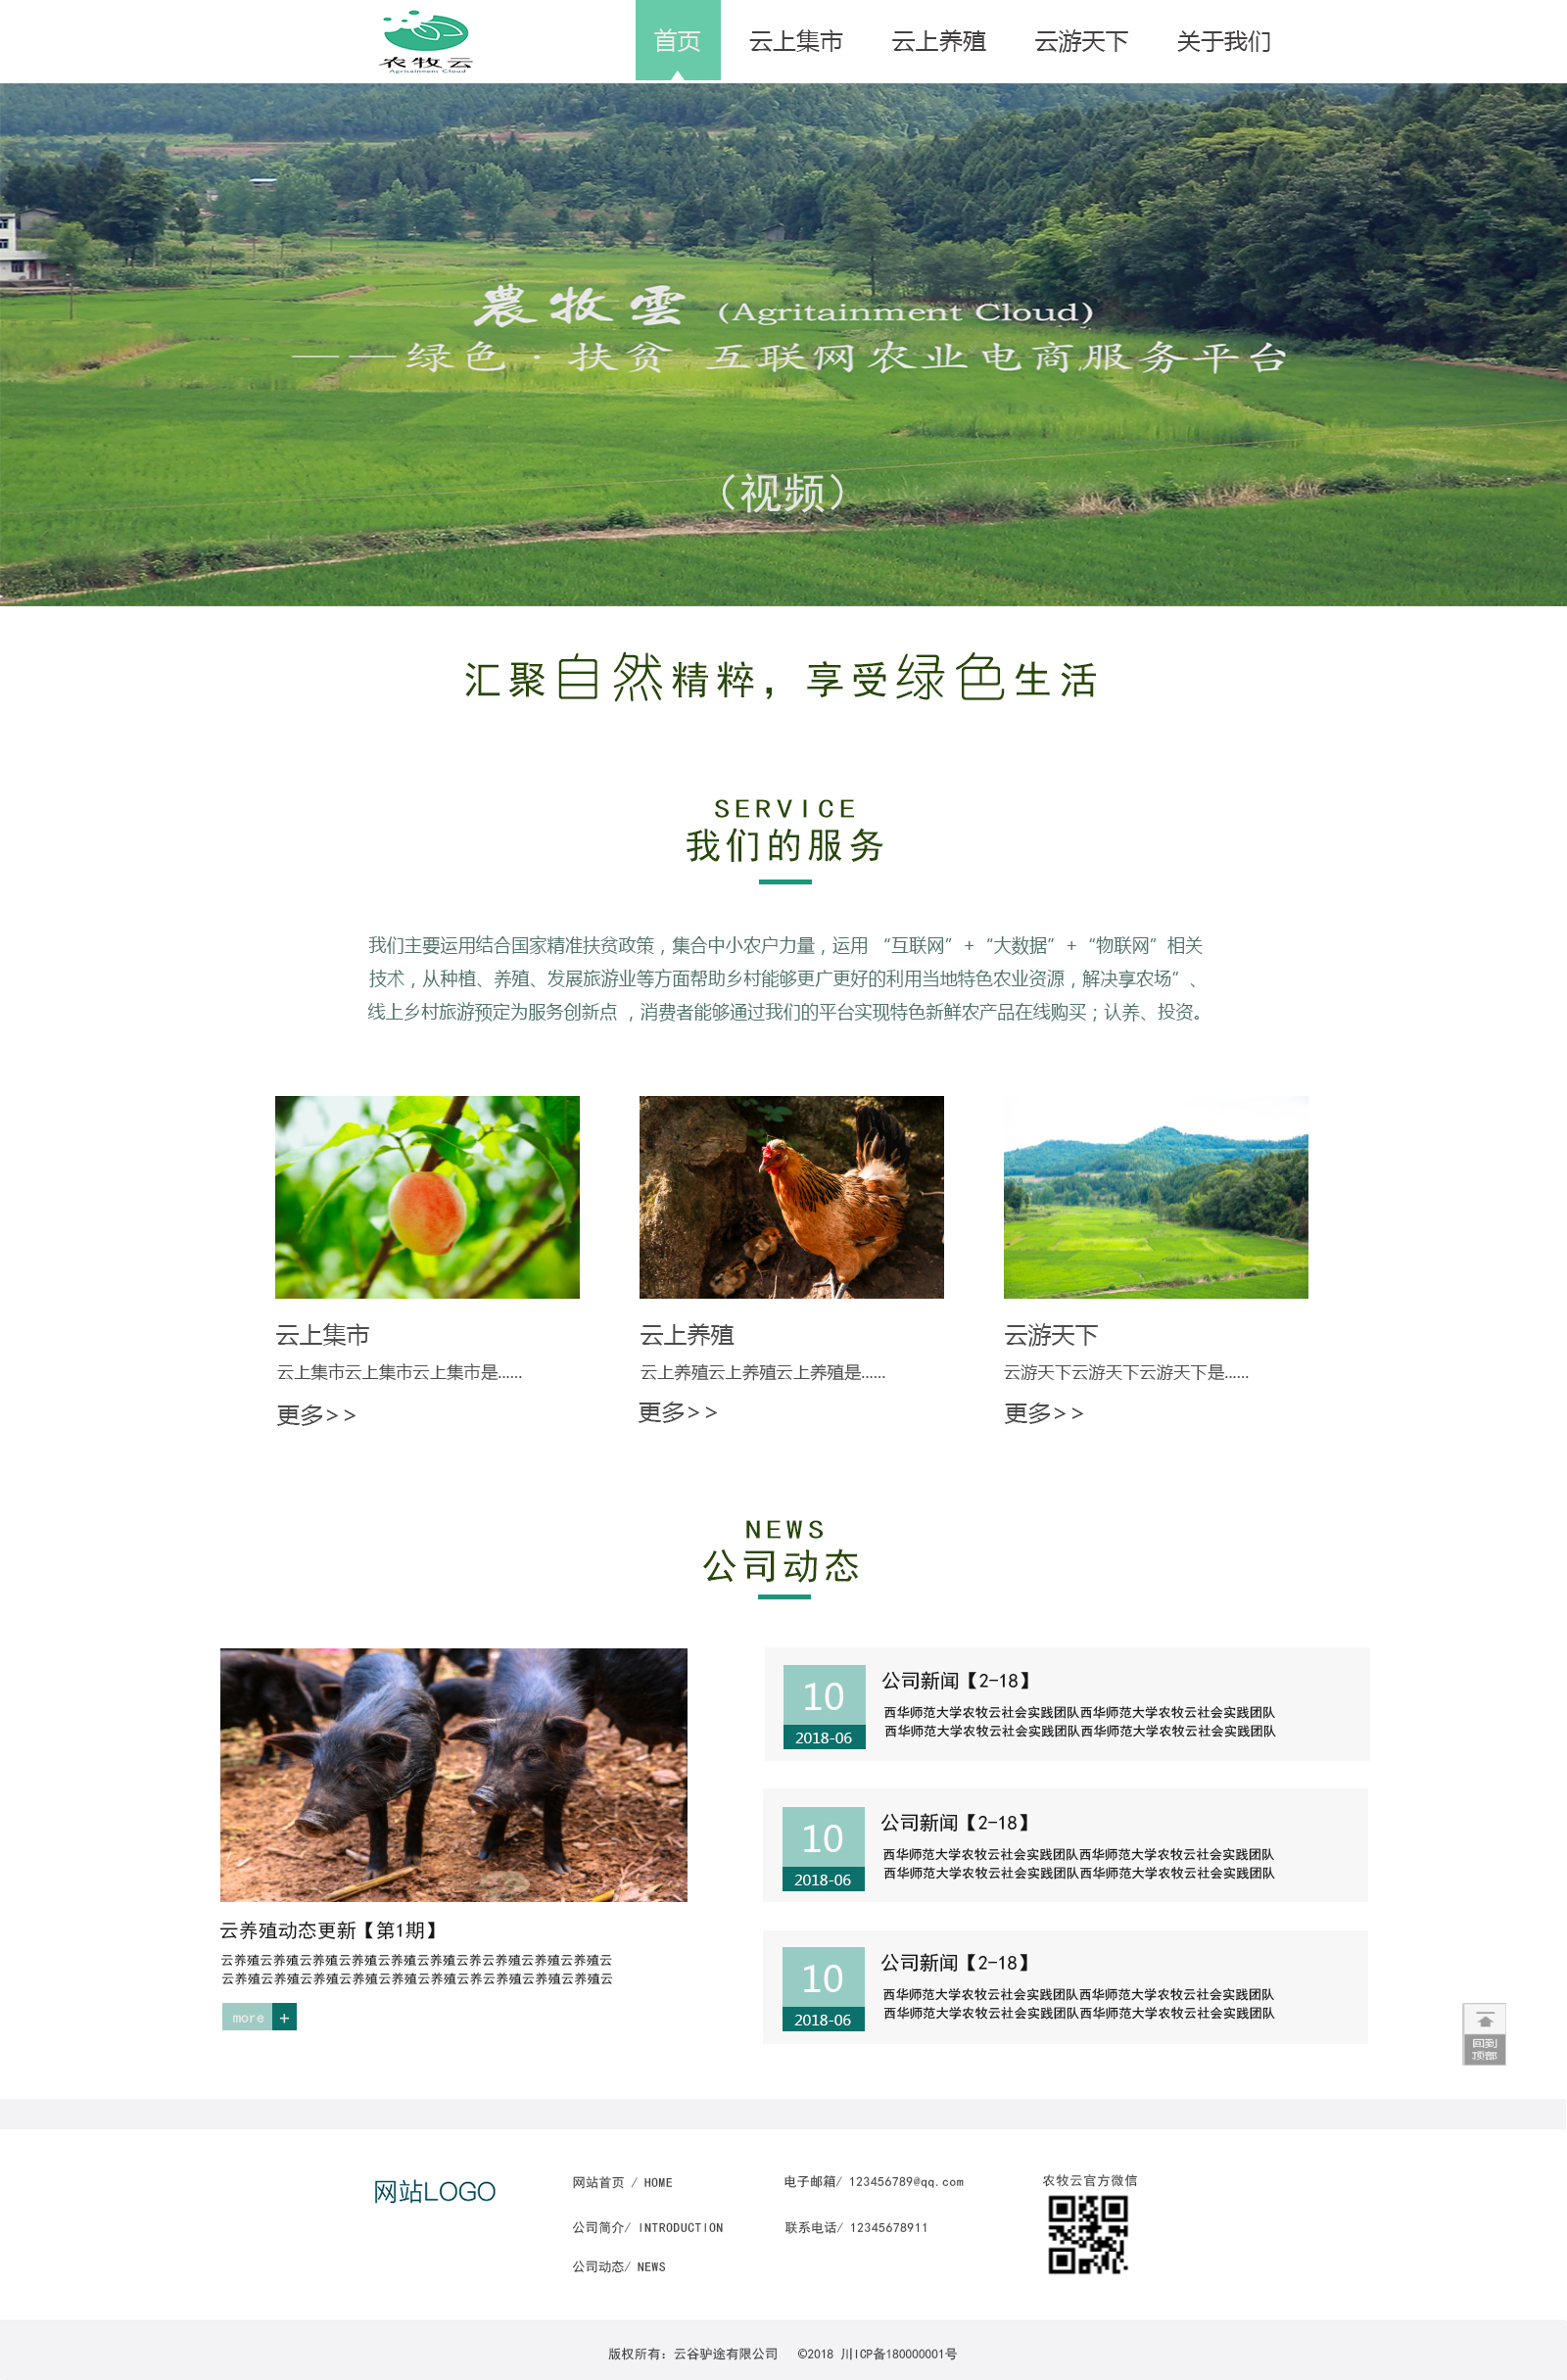 农牧云
Agritainment Cloud
首页 云上集市 云上养殖 云游天下 关于我们
農牧雲 (Agritainment Cloud)
——绿色·扶贫 互联网农业电商服务平台
（视频）
汇聚自然精粹，享受绿色生活
SERVICE
我们的服务
我们主要运用结合国家精准扶贫政策，集合中小农户力量，运用 “互联网” + “大数据” + “物联网” 相关
技术，从种植、养殖、发展旅游业等方面帮助乡村能够更广更好的利用当地特色农业资源，解决享农场”、
线上乡村旅游预定为服务创新点 ，消费者能够通过我们的平台实现特色新鲜农产品在线购买；认养、投资。
云上集市
云上集市云上集市云上集市是......
更多>>
云上养殖
云上养殖云上养殖云上养殖是......
更多>>
云游天下
云游天下云游天下云游天下是......
更多>>
NEWS
公司动态
云养殖动态更新【第1期】
云养殖云养殖云养殖云养殖云养殖云养殖云养云养殖云养殖云养殖云
云养殖云养殖云养殖云养殖云养殖云养殖云养云养殖云养殖云养殖云
more +
10
2018-06
公司新闻【2-18】
西华师范大学农牧云社会实践团队西华师范大学农牧云社会实践团队
西华师范大学农牧云社会实践团队西华师范大学农牧云社会实践团队
10
2018-06
公司新闻【2-18】
西华师范大学农牧云社会实践团队西华师范大学农牧云社会实践团队
西华师范大学农牧云社会实践团队西华师范大学农牧云社会实践团队
10
2018-06
公司新闻【2-18】
西华师范大学农牧云社会实践团队西华师范大学农牧云社会实践团队
西华师范大学农牧云社会实践团队西华师范大学农牧云社会实践团队
回到
顶部
网站LOGO
网站首页 / HOME
公司简介/ INTRODUCTION
公司动态/ NEWS
电子邮箱/ 123456789@qq.com
联系电话/ 12345678911
农牧云官方微信
版权所有：云谷驴途有限公司 ©2018 川ICP备180000001号